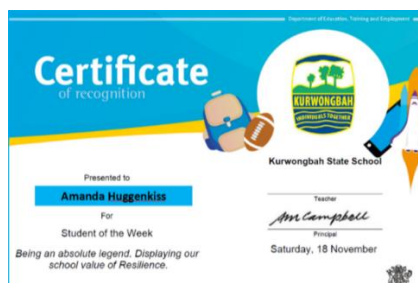 Department of Education, Training and Employment
Certificate
of recognition
KURWONGBAH
INDIVIDUALS TOGETHER
Kurwongbah State School
Presented to
Amanda Huggenkiss
For
Student of the Week
Being an absolute legend. Displaying our
school value of Resilience.
Teacher
AM Campbell
Principal
Saturday, 18 November